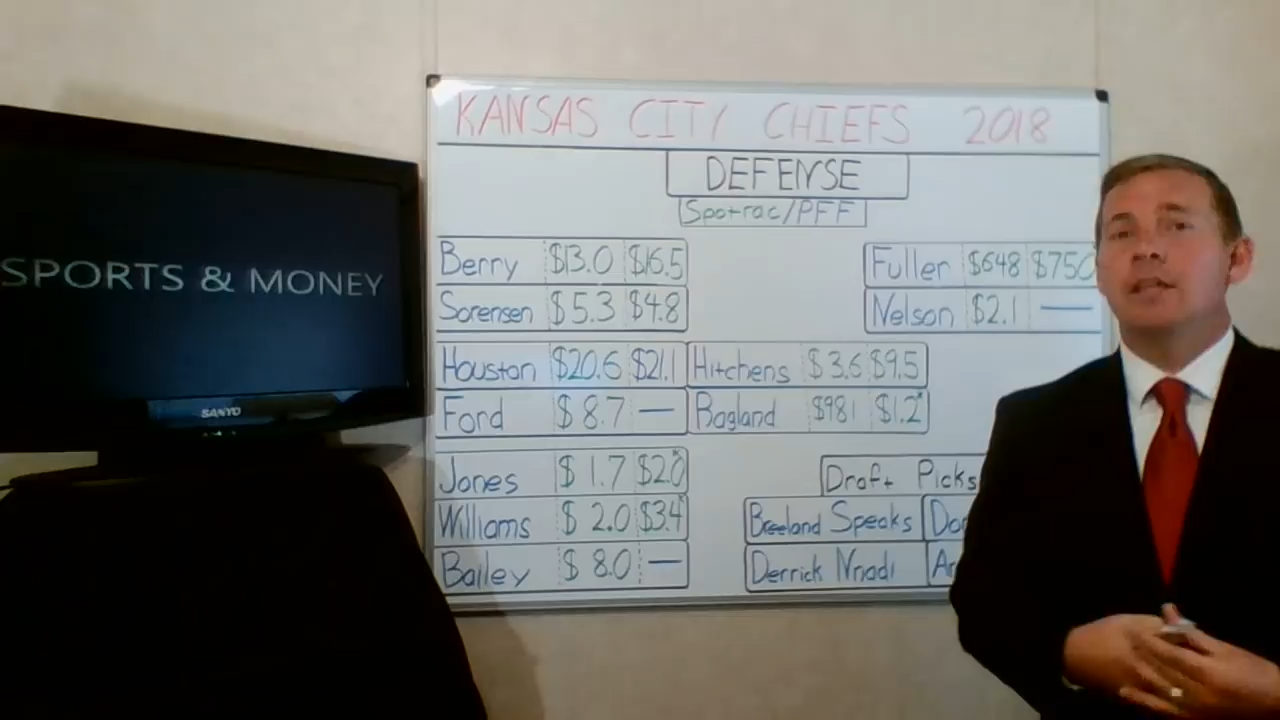 KANSAS CITY CHIEFS 2018
DEFENSE
Spotrac/PFF
Berry $13.0 $16.5
Fuller $648 $750
Sorensen $5.3 $4.8
Nelson $2.1 —
SPORTS & MONEY
Houston $20.6 $21.1
Hitchens $3.6 $9.5
Ford $8.7 —
Ragland $981 $1.2*
SANYO
Jones $1.7 $2.0*
Draft Picks
Williams $2.0 $3.4*
Breeland Speaks
Bailey $8.0 —
Derrick Nnadi